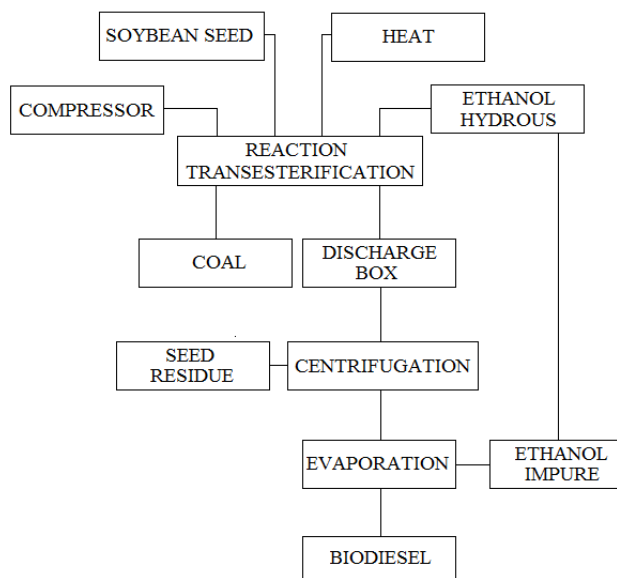 SOYBEAN SEED
HEAT
COMPRESSOR
ETHANOL
HYDROUS
REACTION
TRANSESTERIFICATION
COAL
DISCHARGE
BOX
SEED
RESIDUE
CENTRIFUGATION
EVAPORATION
ETHANOL
IMPURE
BIODIESEL